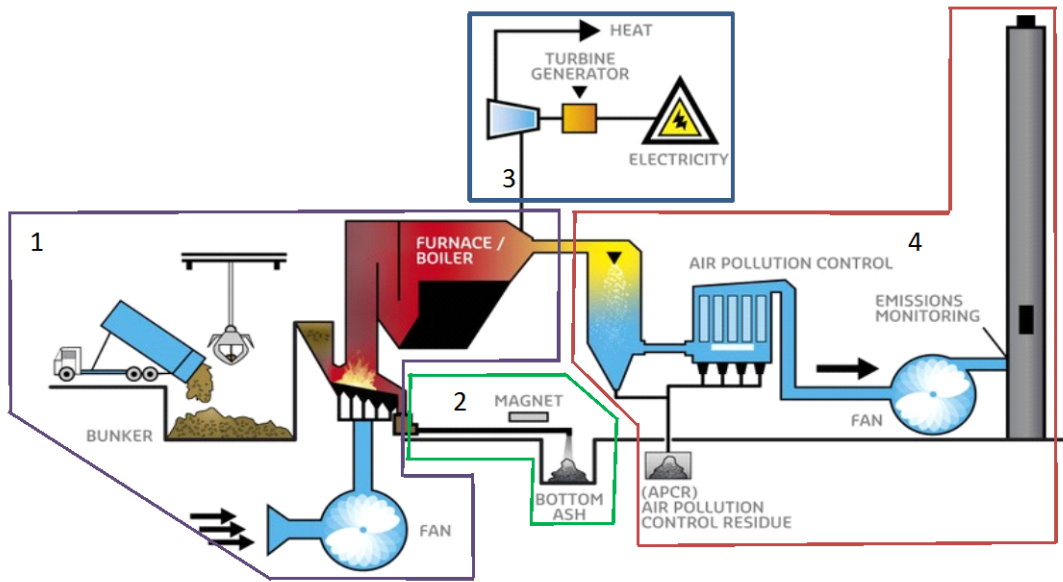 HEAT
TURBINE
GENERATOR
ELECTRICITY
3
1
FURNACE /
BOILER
4
AIR POLLUTION CONTROL
EMISSIONS
MONITORING
2
MAGNET
BUNKER
FAN
BOTTOM
ASH
FAN
(APCR)
AIR POLLUTION
CONTROL RESIDUE